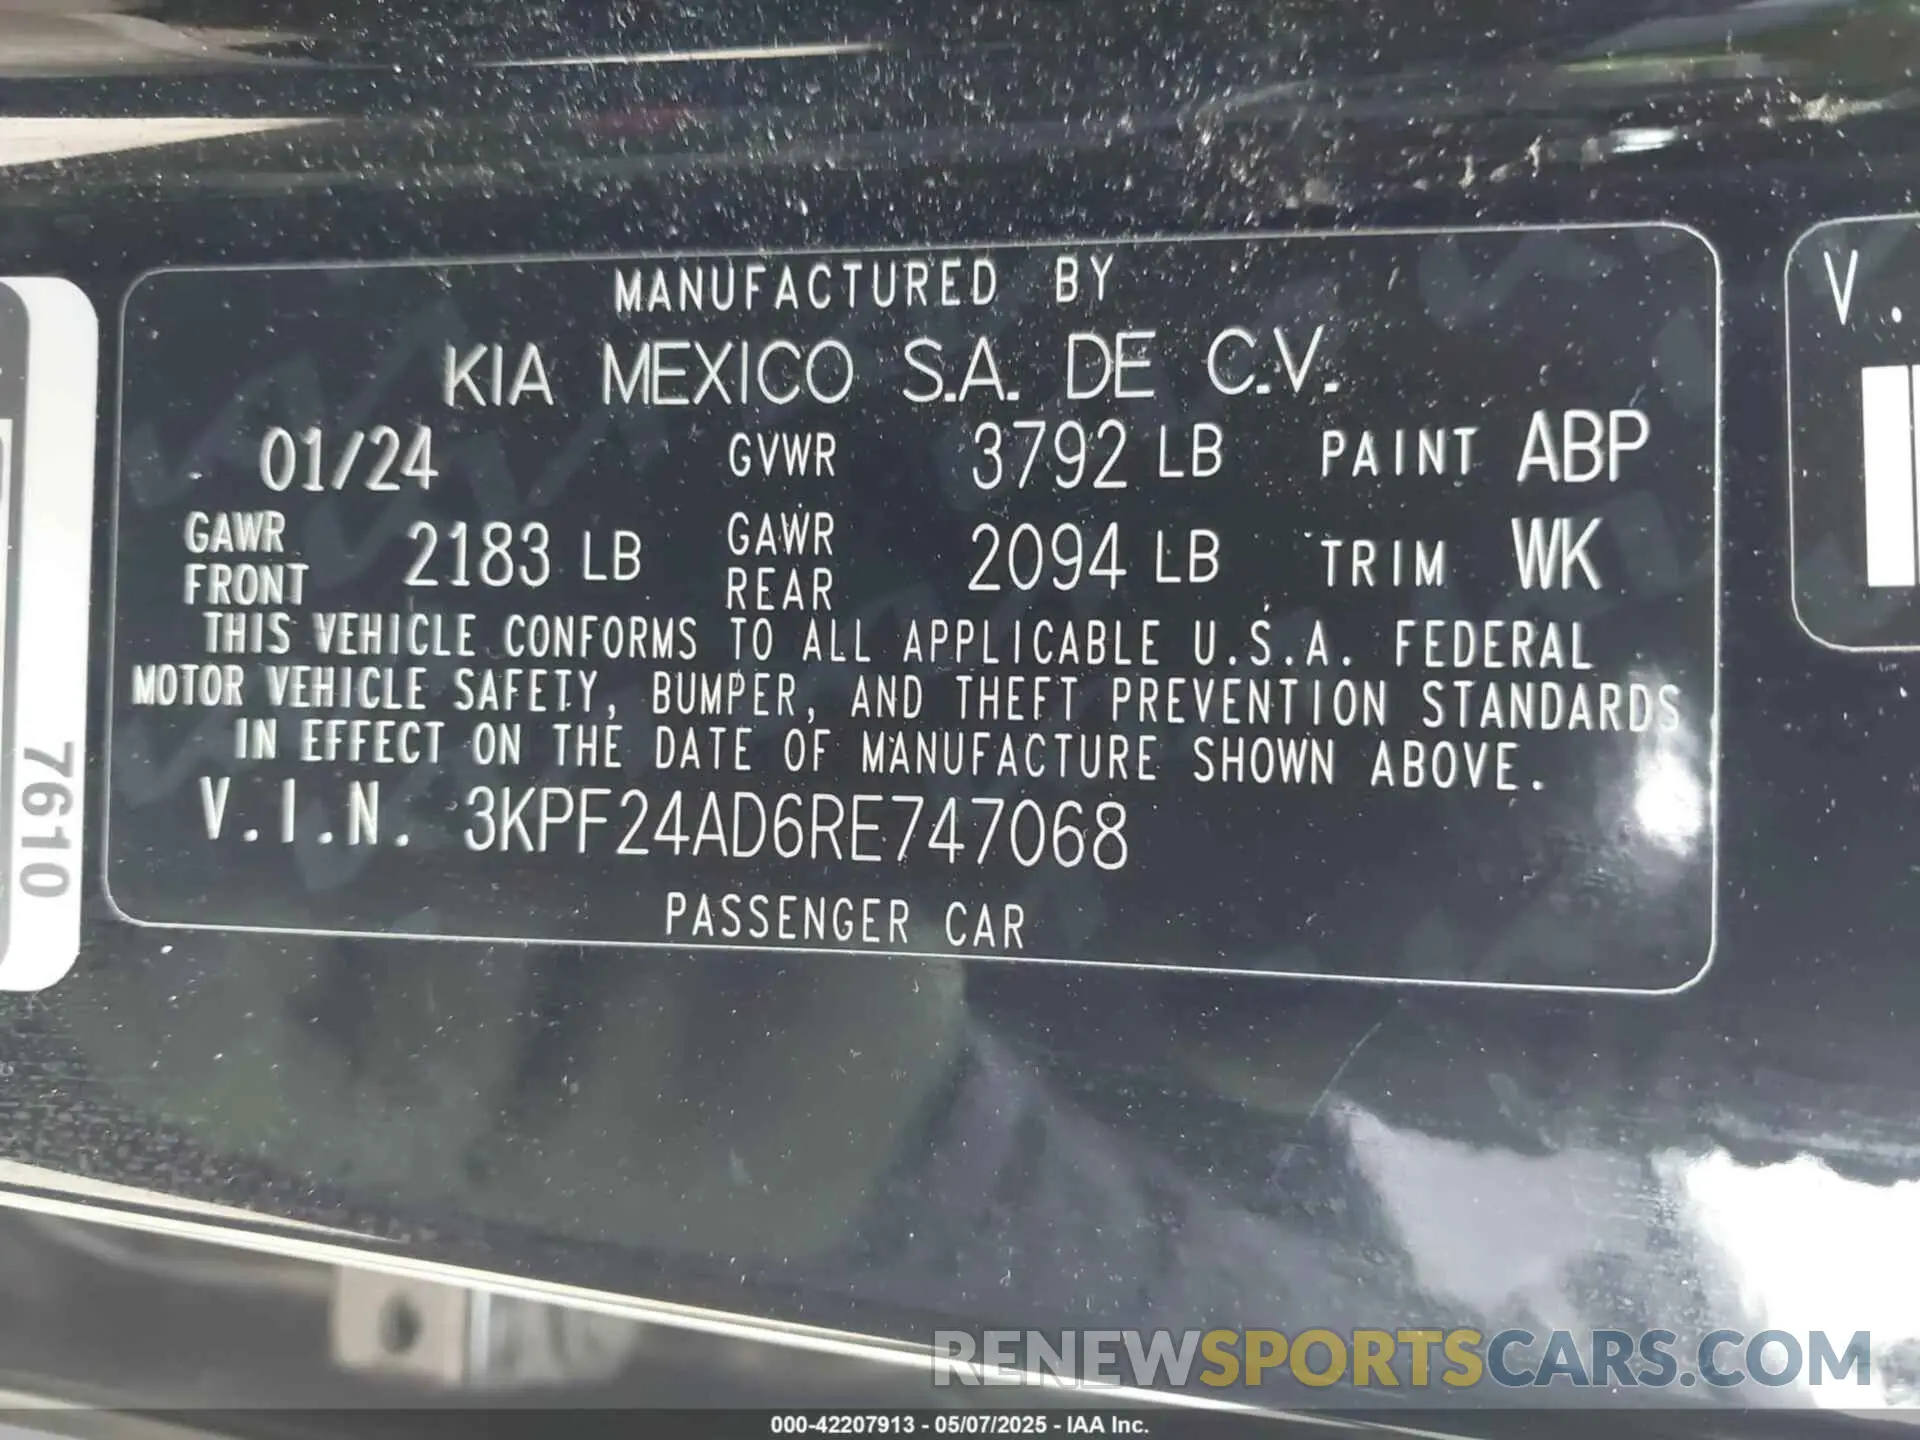 MANUFACTURED BY
KIA MEXICO S.A. DE C.V.
01/24 GVWR 3792 LB PAINT ABP
GAWR FRONT 2183 LB GAWR REAR 2094 LB TRIM WK
THIS VEHICLE CONFORMS TO ALL APPLICABLE U.S.A. FEDERAL
MOTOR VEHICLE SAFETY, BUMPER, AND THEFT PREVENTION STANDARDS
IN EFFECT ON THE DATE OF MANUFACTURE SHOWN ABOVE.
V.I.N. 3KPF24AD6RE747068
PASSENGER CAR
7610
V.
RENEWSPORTSCARS.COM
000-42207913 - 05/07/2025 - IAA Inc.